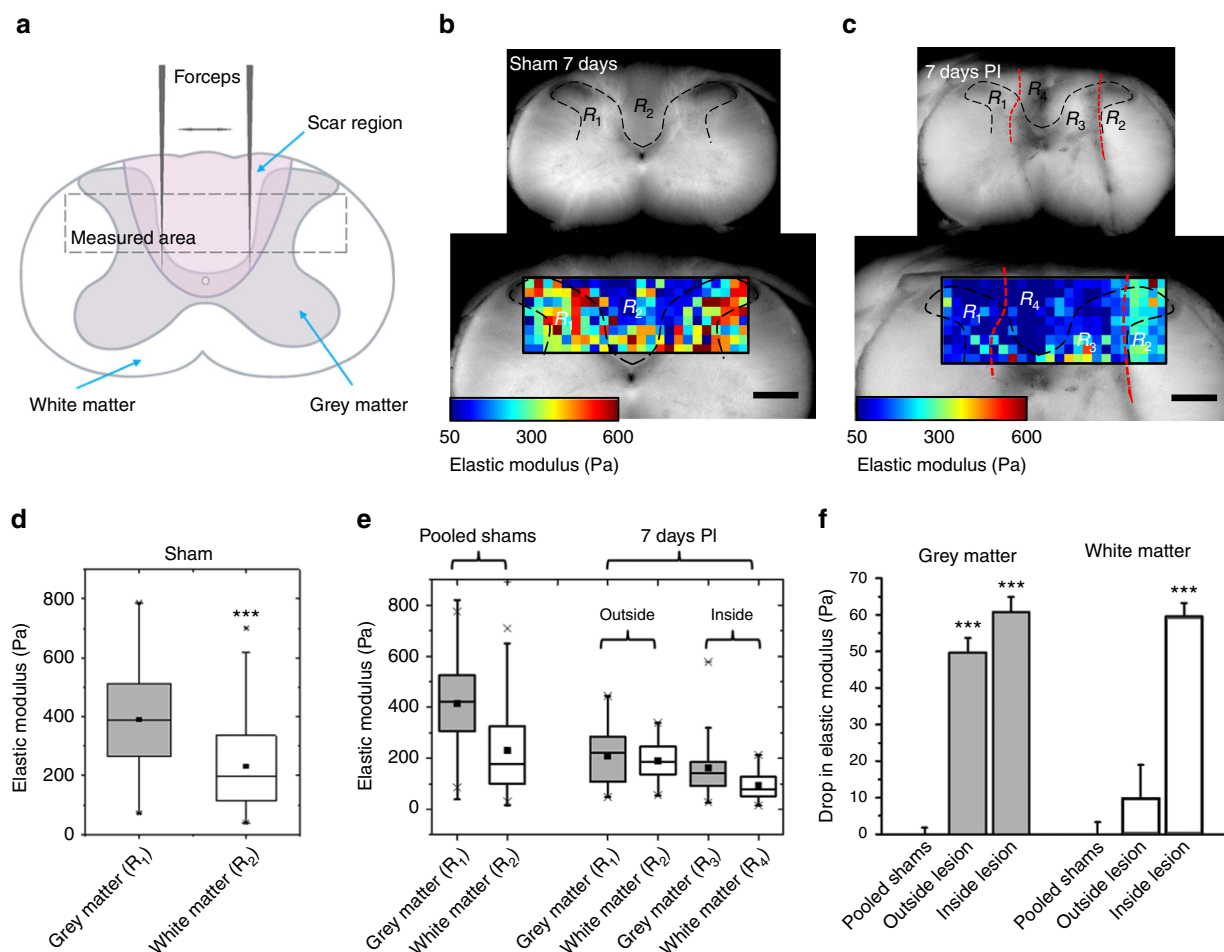 a
Forceps
Scar region
Measured area
White matter
Grey matter
b
Sham 7 days
R1
R2
R1
R2
50 300 600
Elastic modulus (Pa)
c
7 days PI
R1
R4
R3
R2
R1
R4
R3
R2
50 300 600
Elastic modulus (Pa)
d
Sham
***
Elastic modulus (Pa)
800
600
400
200
0
Grey matter (R1)
White matter (R2)
e
Pooled shams
7 days PI
Outside
Inside
Elastic modulus (Pa)
800
600
400
200
0
Grey matter (R1)
White matter (R2)
Grey matter (R1)
White matter (R2)
Grey matter (R3)
White matter (R4)
f
Grey matter
White matter
***
***
***
Drop in elastic modulus (Pa)
70
60
50
40
30
20
10
0
Pooled shams
Outside lesion
Inside lesion
Pooled shams
Outside lesion
Inside lesion